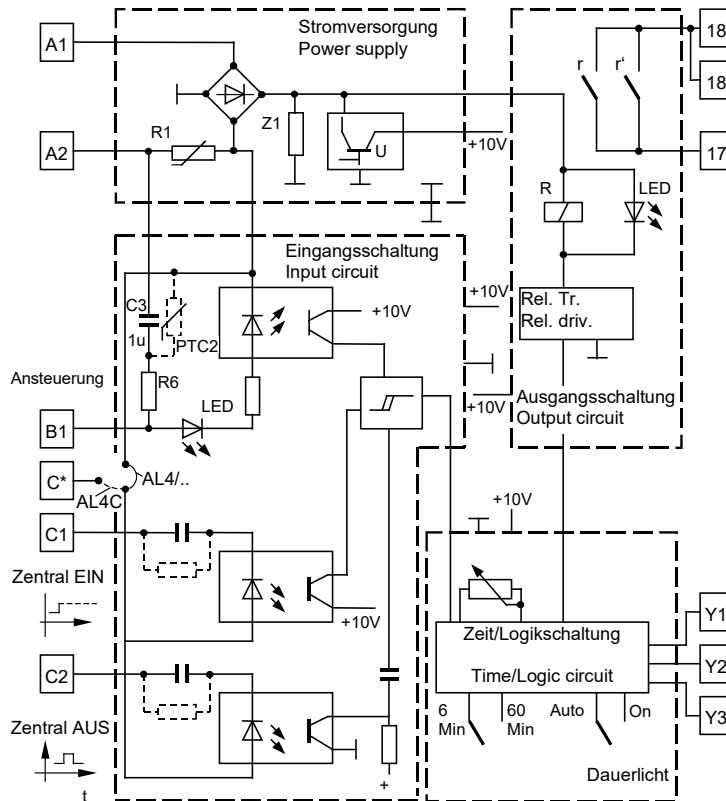 A1
Stromversorgung
Power supply
18
r
r‘
18
R1
Z1
U
+10V
A2
17
R
LED
Eingangsschaltung
Input circuit
+10V
+10V
Rel. Tr.
Rel. driv.
C3
1u
PTC2
Ansteuerung
R6
LED
+10V
Ausgangsschaltung
Output circuit
B1
C*
AL4/..
AL4C
C1
+10V
Zentral EIN
+10V
Zeit/Logikschaltung
Time/Logic circuit
Y1
Y2
Y3
C2
6
Min
60
Min
Auto
On
Zentral AUS
t
+
Dauerlicht